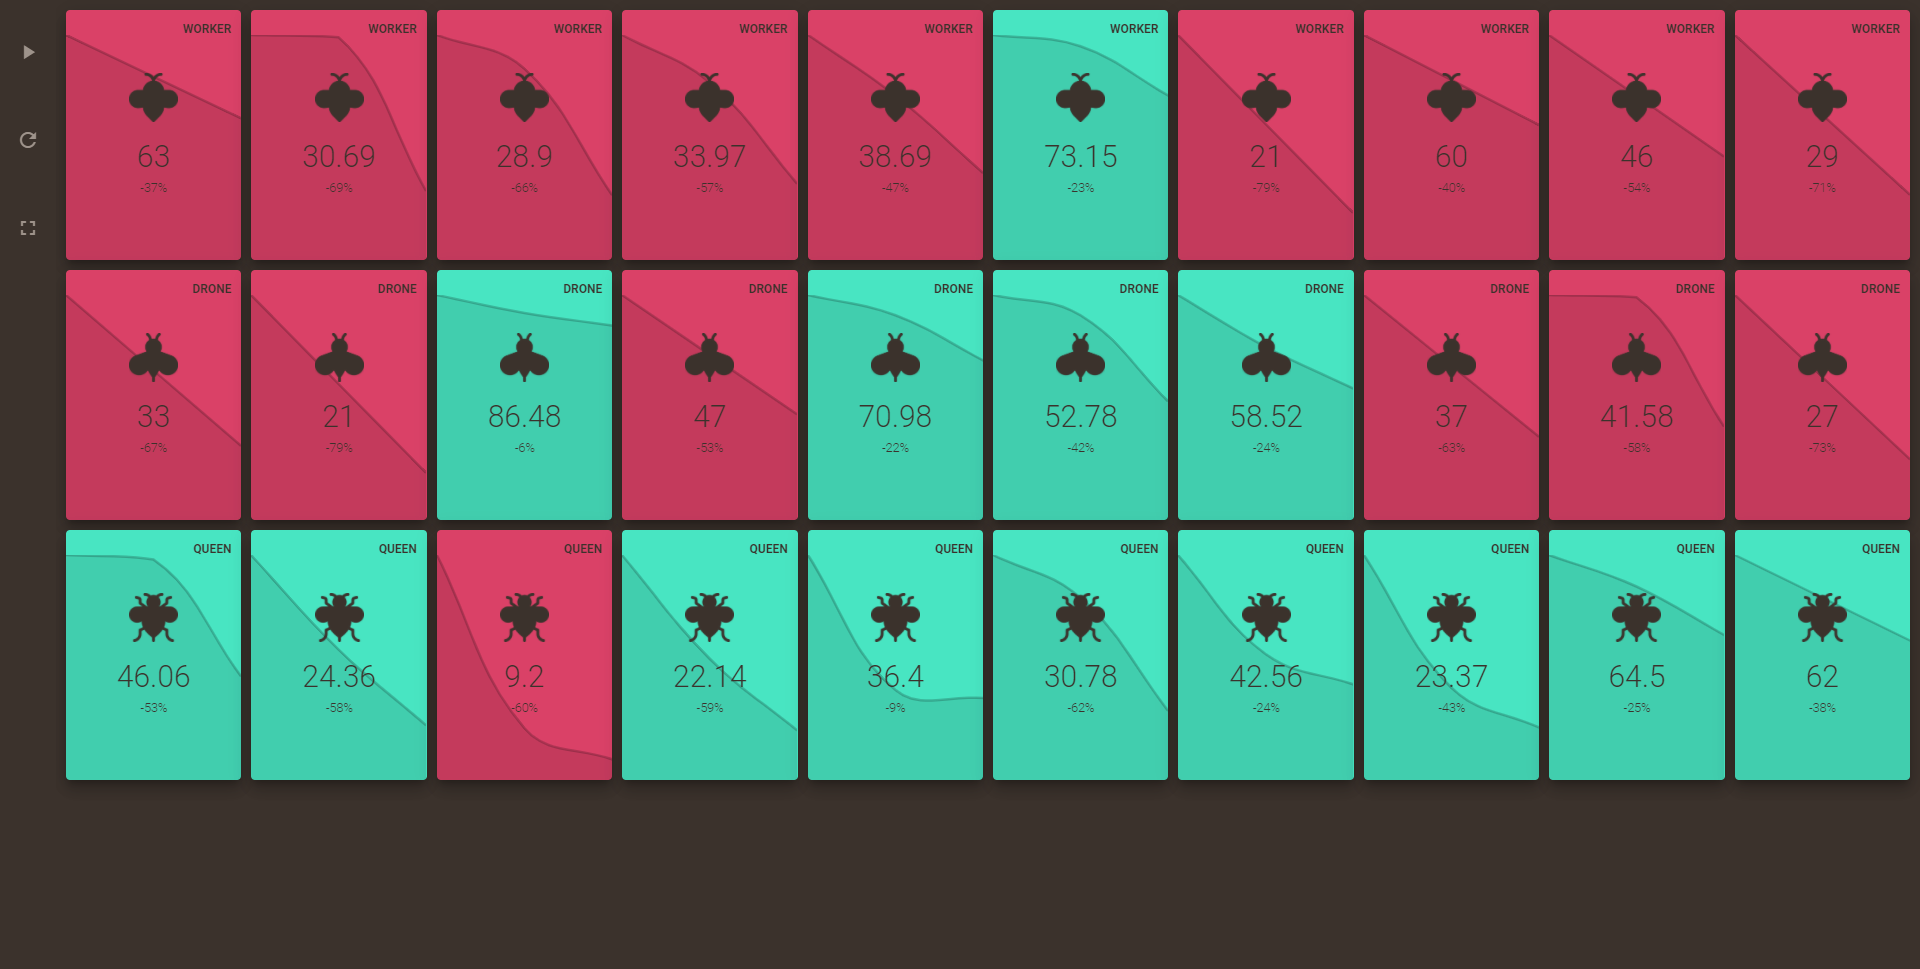 WORKER
63
-37%
WORKER
30.69
-69%
WORKER
28.9
-66%
WORKER
33.97
-57%
WORKER
38.69
-47%
WORKER
73.15
-23%
WORKER
21
-79%
WORKER
60
-40%
WORKER
46
-54%
WORKER
29
-71%
DRONE
33
-67%
DRONE
21
-79%
DRONE
86.48
-6%
DRONE
47
-53%
DRONE
70.98
-22%
DRONE
52.78
-42%
DRONE
58.52
-24%
DRONE
37
-63%
DRONE
41.58
-58%
DRONE
27
-73%
QUEEN
46.06
-53%
QUEEN
24.36
-58%
QUEEN
9.2
-60%
QUEEN
22.14
-59%
QUEEN
36.4
-9%
QUEEN
30.78
-62%
QUEEN
42.56
-24%
QUEEN
23.37
-43%
QUEEN
64.5
-25%
QUEEN
62
-38%